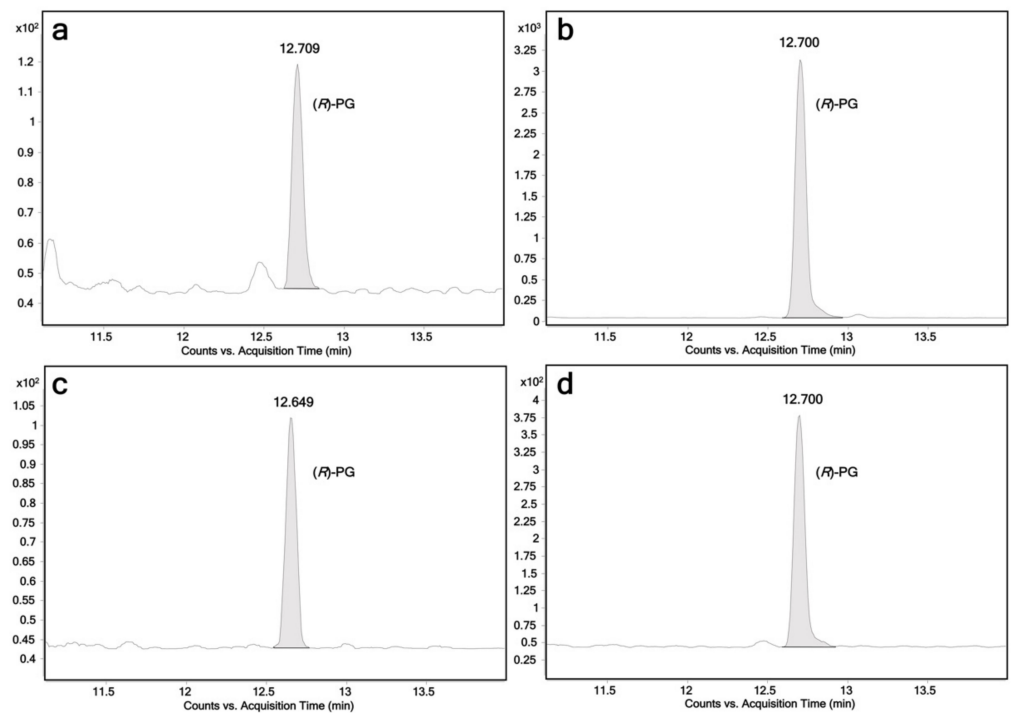 a
x10²
12.709
(R)-PG
1.2
1
0.9
0.8
0.7
0.6
0.5
0.4
11.5 12 12.5 13 13.5
Counts vs. Acquisition Time (min)
b
x10³
12.700
(R)-PG
3.25
3
2.75
2.5
2.25
2
1.75
1.5
1.25
1
0.75
0.5
0.25
0
11.5 12 12.5 13 13.5
Counts vs. Acquisition Time (min)
c
x10²
12.649
(R)-PG
1.05
1
0.95
0.9
0.85
0.8
0.75
0.7
0.65
0.6
0.55
0.5
0.45
0.4
11.5 12 12.5 13 13.5
Counts vs. Acquisition Time (min)
d
x10²
12.700
(R)-PG
4
3.75
3.5
3.25
3
2.75
2.5
2.25
2
1.75
1.5
1.25
1
0.75
0.5
0.25
11.5 12 12.5 13 13.5
Counts vs. Acquisition Time (min)